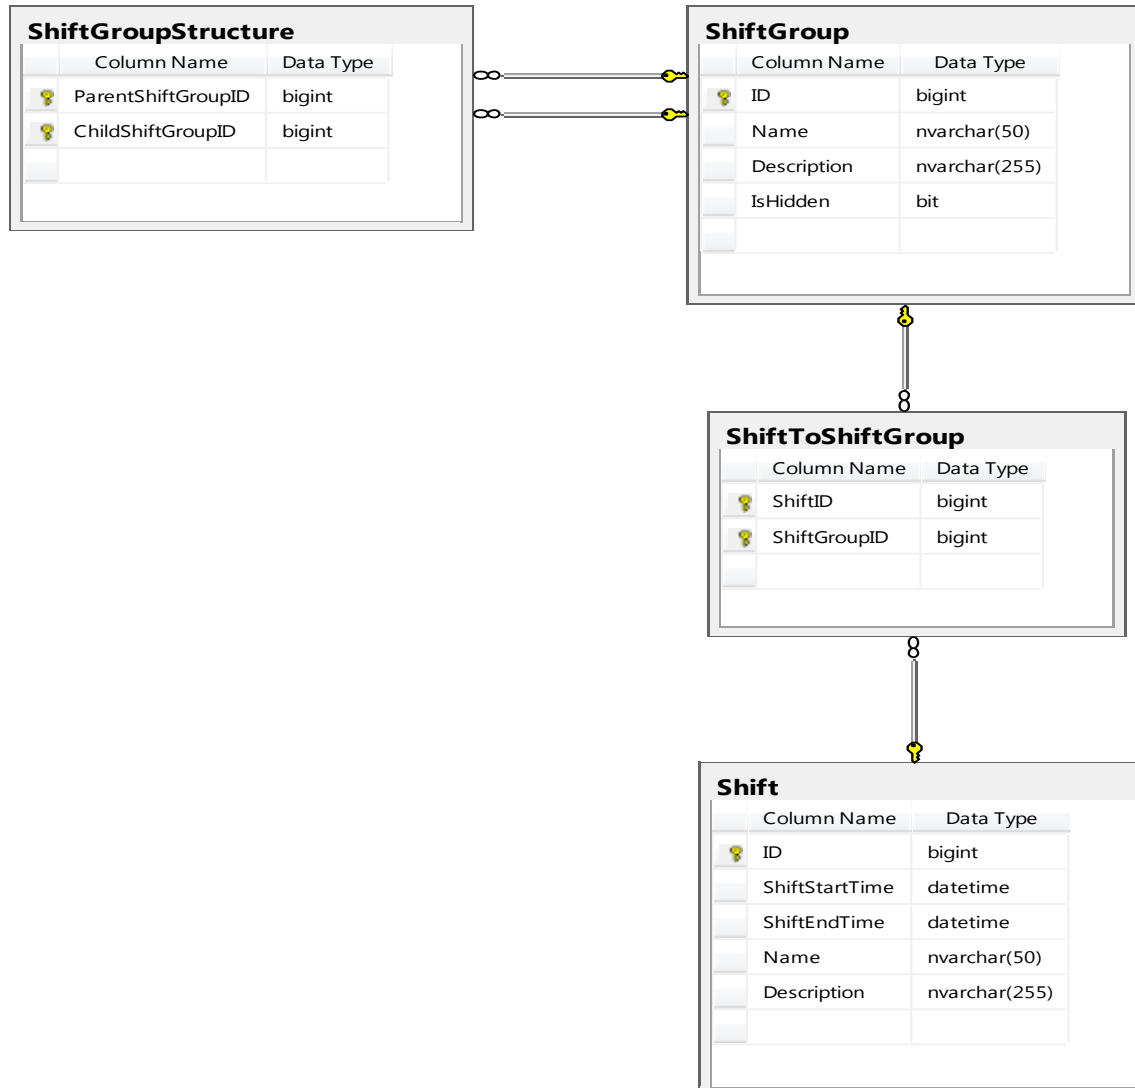 ShiftGroupStructure
Column Name Data Type
ParentShiftGroupID bigint
ChildShiftGroupID bigint
ShiftGroup
Column Name Data Type
ID bigint
Name nvarchar(50)
Description nvarchar(255)
IsHidden bit
ShiftToShiftGroup
Column Name Data Type
ShiftID bigint
ShiftGroupID bigint
Shift
Column Name Data Type
ID bigint
ShiftStartTime datetime
ShiftEndTime datetime
Name nvarchar(50)
Description nvarchar(255)